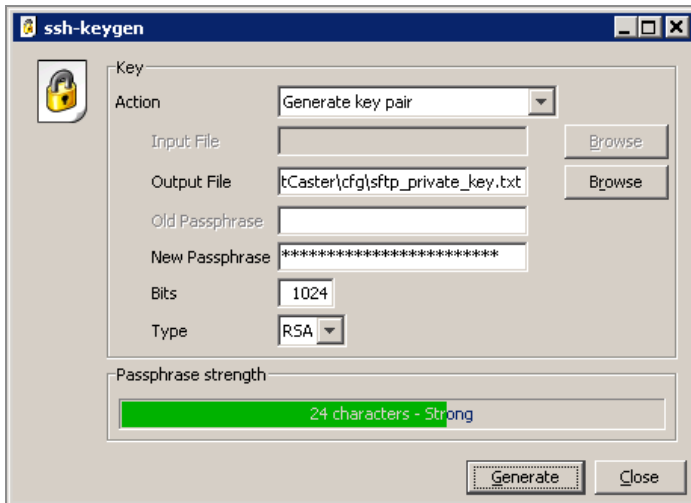 ssh-keygen
Key
Action Generate key pair
Input File Browse
Output File tCaster\cfg\sftp_private_key.txt Browse
Old Passphrase
New Passphrase ************************
Bits 1024
Type RSA
Passphrase strength
24 characters - Strong
Generate Close